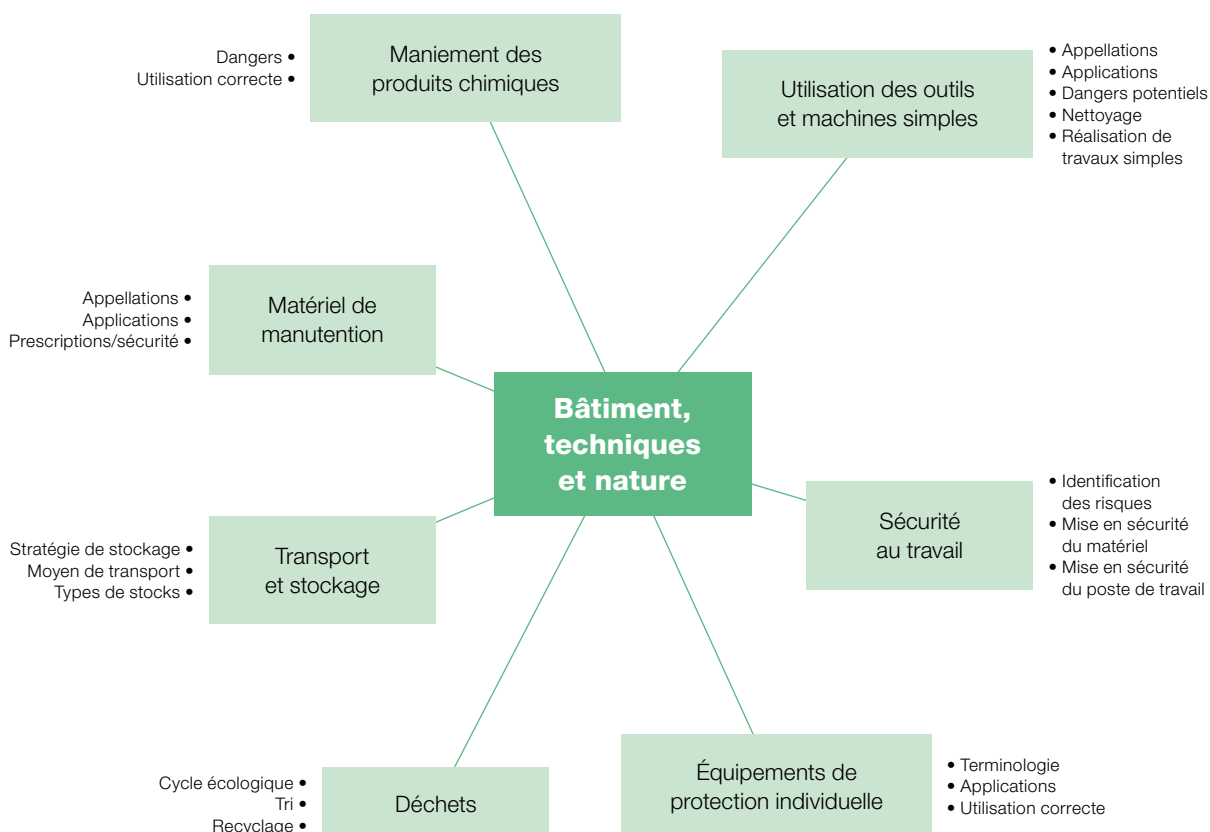 Dangers •
Utilisation correcte •
Maniement des
produits chimiques
Utilisation des outils
et machines simples
• Appellations
• Applications
• Dangers potentiels
• Nettoyage
• Réalisation de
travaux simples
Appellations •
Applications •
Prescriptions/sécurité •
Matériel de
manutention
Bâtiment,
techniques
et nature
Stratégie de stockage •
Moyen de transport •
Types de stocks •
Transport
et stockage
Sécurité
au travail
• Identification
des risques
• Mise en sécurité
du matériel
• Mise en sécurité
du poste de travail
Cycle écologique •
Tri •
Recyclage •
Déchets
Équipements de
protection individuelle
• Terminologie
• Applications
• Utilisation correcte